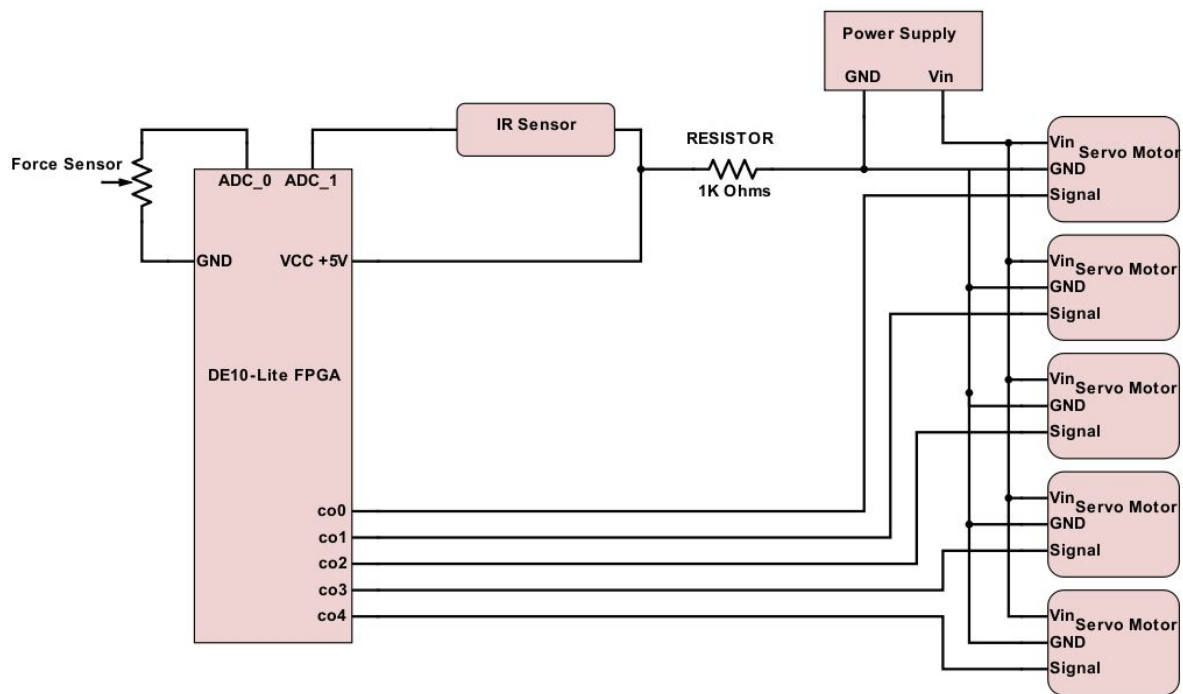 Power Supply
GND Vin
IR Sensor
RESISTOR
1K Ohms
Force Sensor
ADC_0 ADC_1
GND VCC +5V
DE10-Lite FPGA
co0
co1
co2
co3
co4
Vin Servo Motor
GND
Signal
Vin Servo Motor
GND
Signal
Vin Servo Motor
GND
Signal
Vin Servo Motor
GND
Signal
Vin Servo Motor
GND
Signal